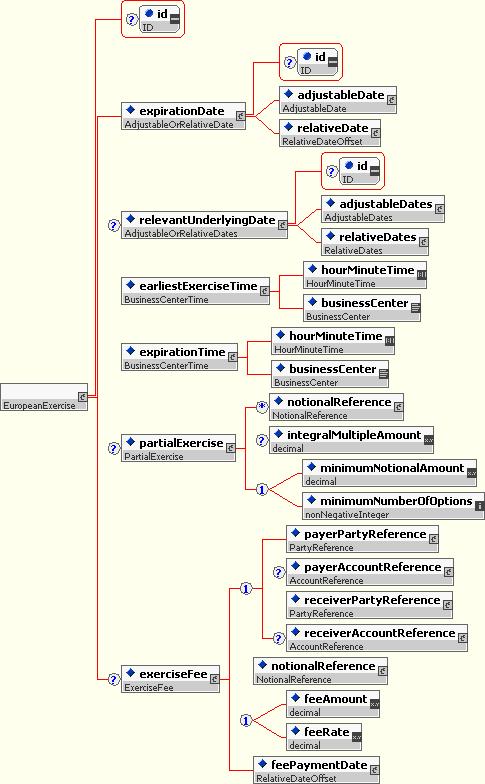 ? id
ID
? id
ID
expirationDate
AdjustableOrRelativeDate
adjustableDate
AdjustableDate
relativeDate
RelativeDateOffset
? id
ID
? relevantUnderlyingDate
AdjustableOrRelativeDates
adjustableDates
AdjustableDates
relativeDates
RelativeDates
earliestExerciseTime
BusinessCenterTime
hourMinuteTime
HourMinuteTime
businessCenter
BusinessCenter
expirationTime
BusinessCenterTime
hourMinuteTime
HourMinuteTime
businessCenter
BusinessCenter
EuropeanExercise
? partialExercise
PartialExercise
* notionalReference
NotionalReference
? integralMultipleAmount
decimal
1
minimumNotionalAmount
decimal
minimumNumberOfOptions
nonNegativeInteger
? exerciseFee
ExerciseFee
1
payerPartyReference
PartyReference
? payerAccountReference
AccountReference
receiverPartyReference
PartyReference
? receiverAccountReference
AccountReference
notionalReference
NotionalReference
1
feeAmount
decimal
feeRate
decimal
feePaymentDate
RelativeDateOffset